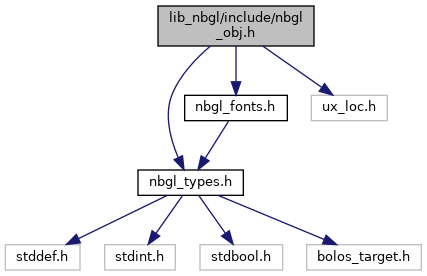 lib_nbgl/include/nbgl
_obj.h
nbgl_fonts.h
ux_loc.h
nbgl_types.h
stddef.h
stdint.h
stdbool.h
bolos_target.h